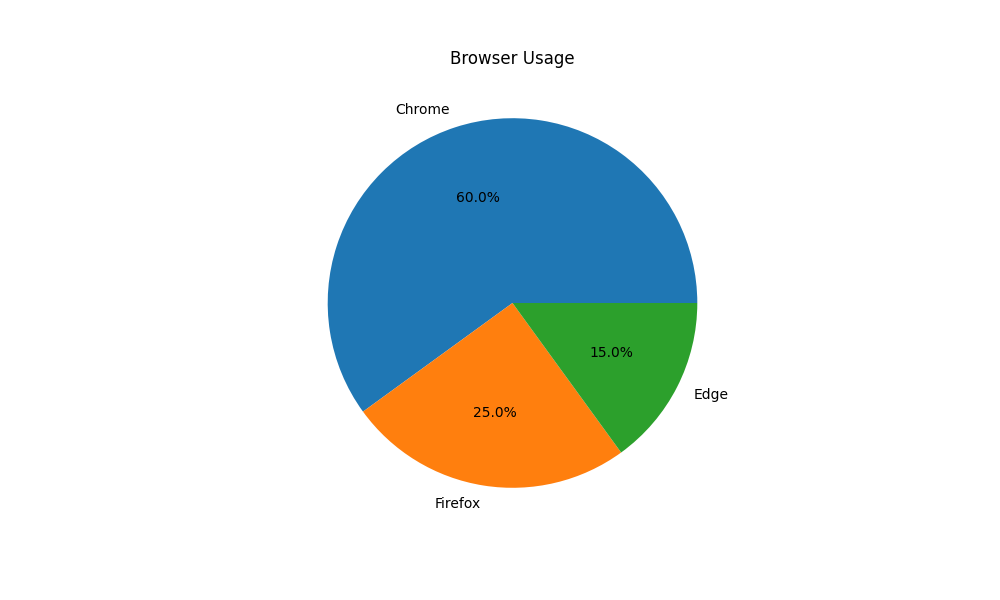 Browser Usage
Chrome
60.0%
15.0%
Edge
25.0%
Firefox